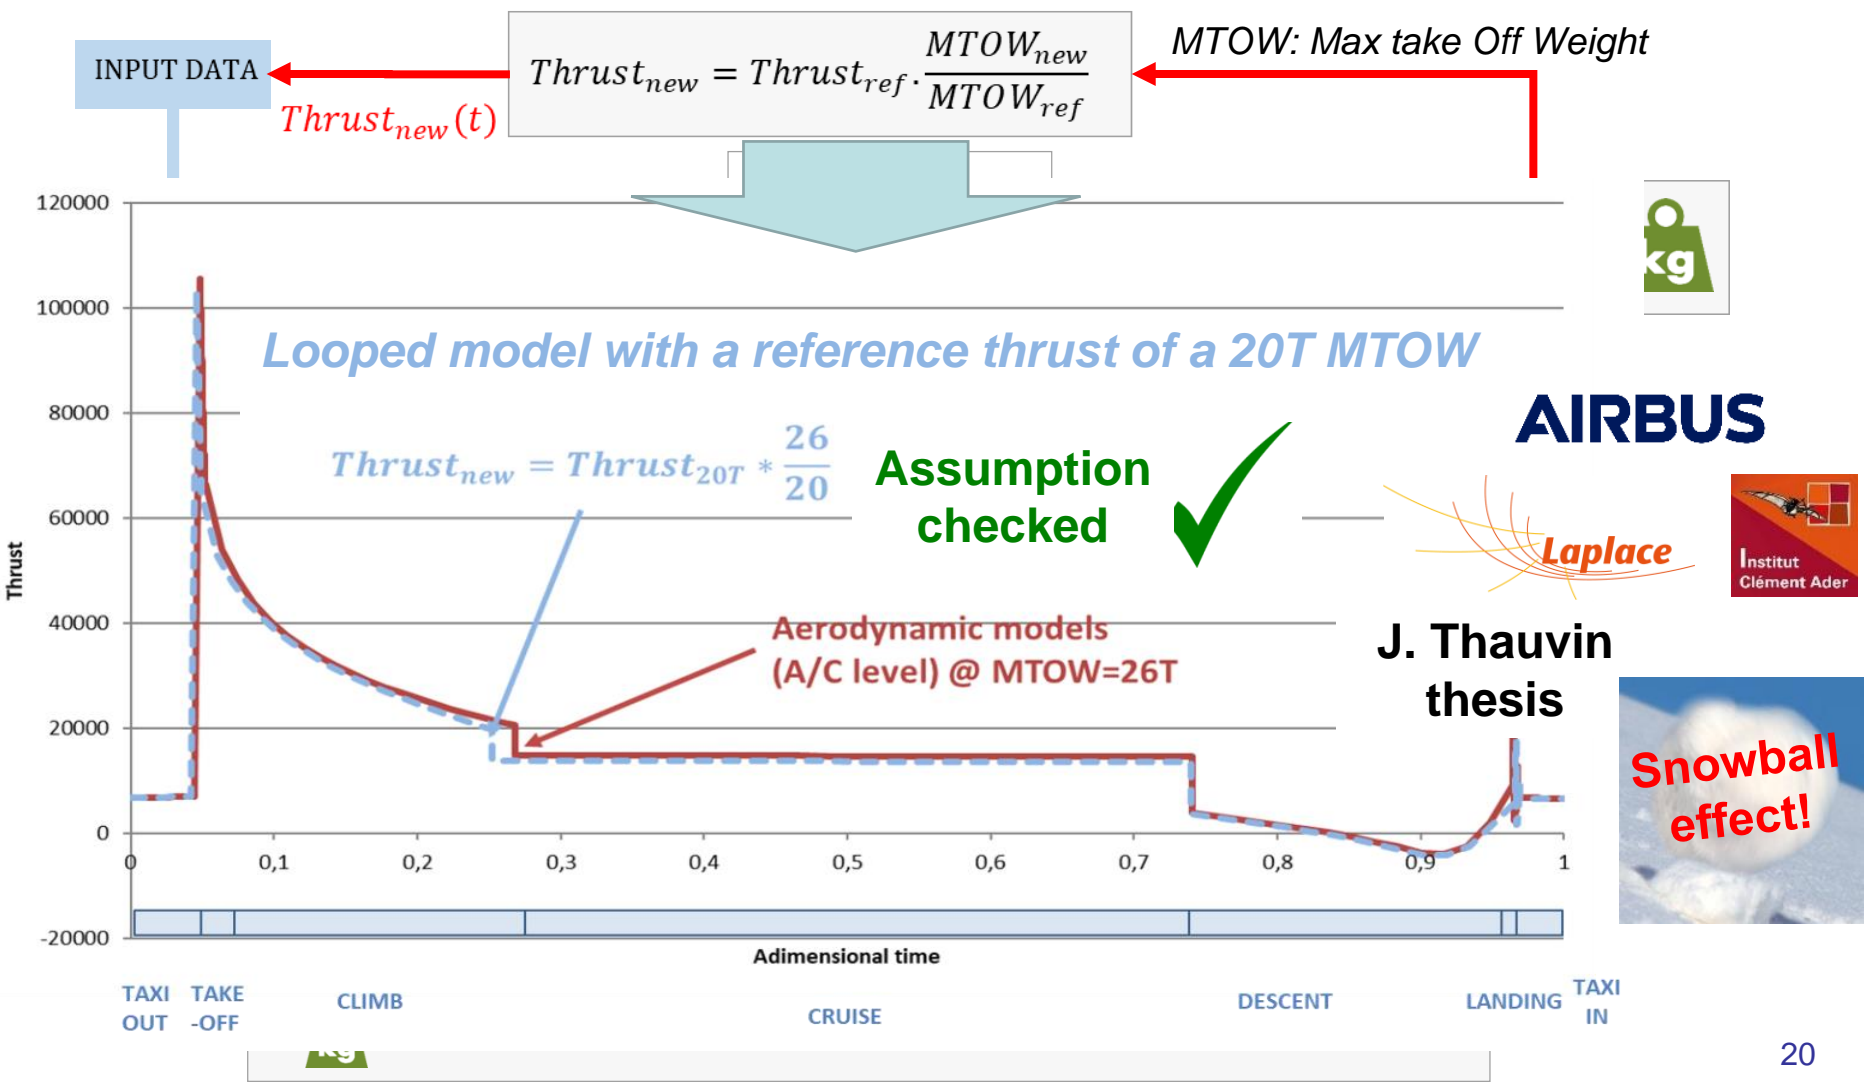 INPUT DATA
Thrust_new(t)
Thrust_new = Thrust_ref . MTOW_new / MTOW_ref
MTOW: Max take Off Weight
kg
120000
100000
80000
60000
40000
20000
0
-20000
Thrust
Looped model with a reference thrust of a 20T MTOW
Thrust_new = Thrust_20T * 26 / 20
Assumption
checked
Aerodynamic models
(A/C level) @ MTOW=26T
AIRBUS
Laplace
Institut
Clément Ader
J. Thauvin
thesis
Snowball
effect!
0 0,1 0,2 0,3 0,4 0,5 0,6 0,7 0,8 0,9 1
Adimensional time
TAXI OUT
TAKE -OFF
CLIMB
CRUISE
DESCENT
LANDING
TAXI IN
kg
20